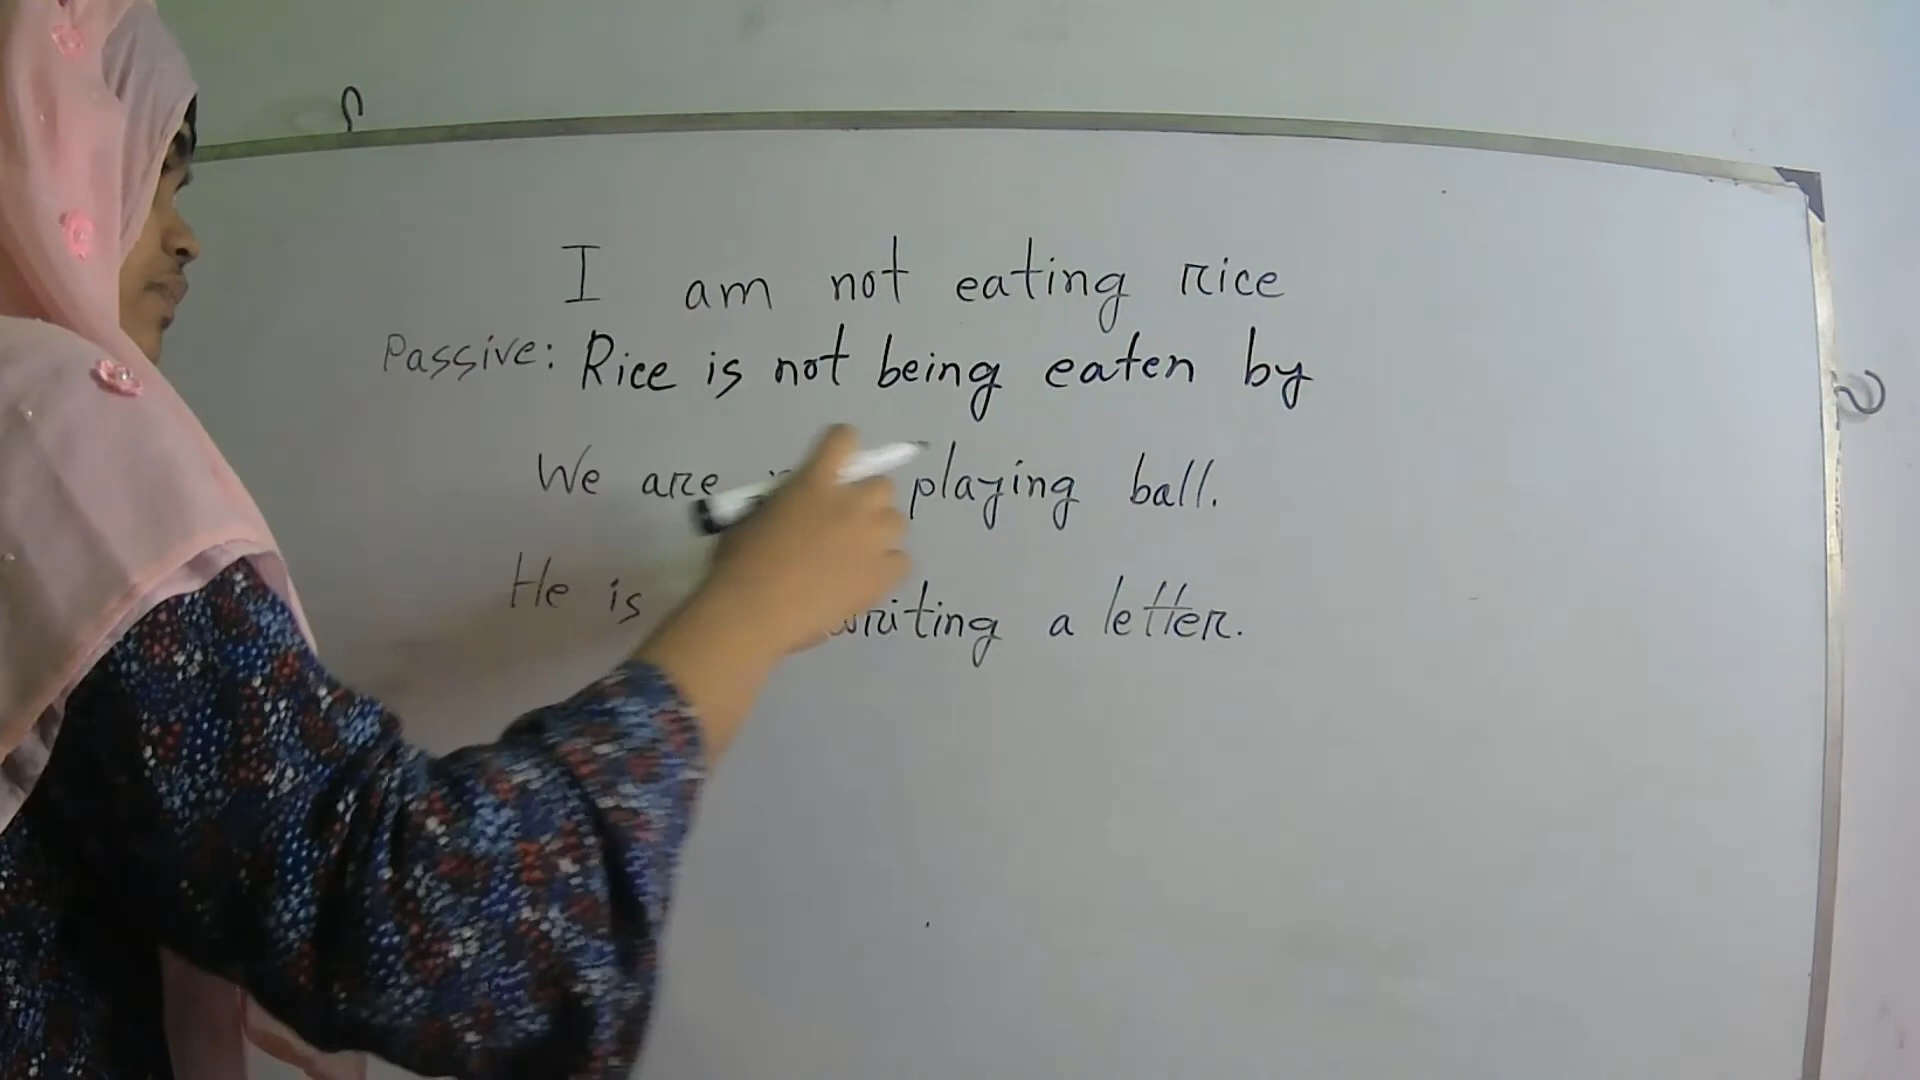 I am not eating rice
Passive: Rice is not being eaten by
We are playing ball.
He is writing a letter.